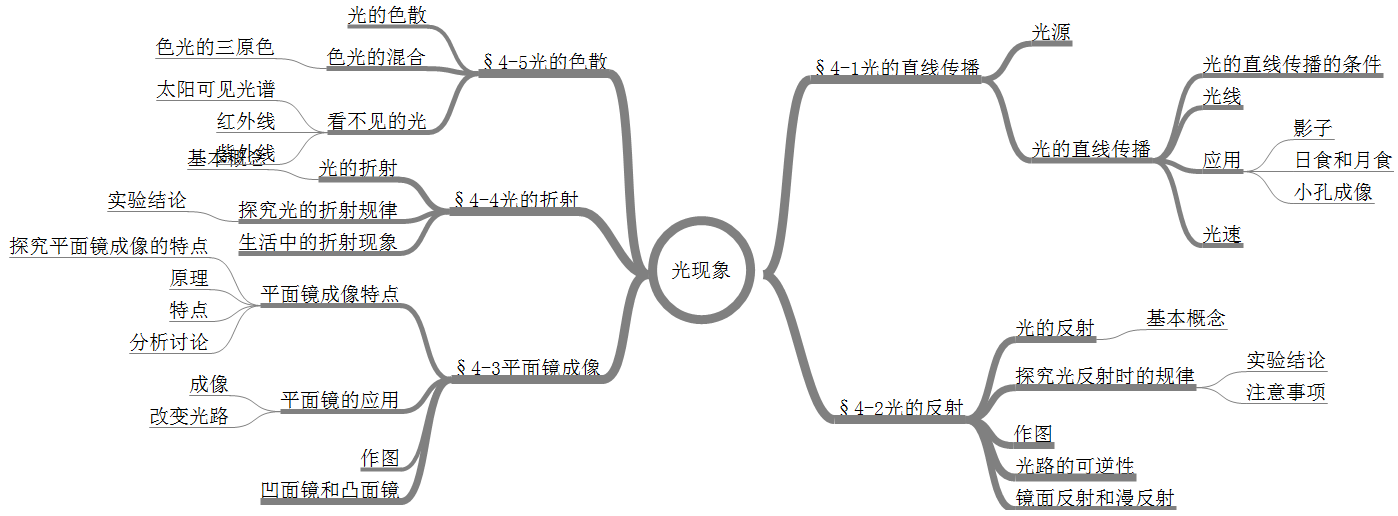 光现象
§4-1光的直线传播
光源
光的直线传播
光的直线传播的条件
光线
应用
影子
日食和月食
小孔成像
光速
§4-2光的反射
光的反射
基本概念
探究光反射时的规律
实验结论
注意事项
作图
光路的可逆性
镜面反射和漫反射
§4-3平面镜成像
平面镜成像特点
探究平面镜成像的特点
原理
特点
分析讨论
平面镜的应用
成像
改变光路
作图
凹面镜和凸面镜
§4-4光的折射
光的折射
基本概念
探究光的折射规律
实验结论
生活中的折射现象
§4-5光的色散
光的色散
色光的混合
色光的三原色
看不见的光
太阳可见光谱
红外线
紫外线